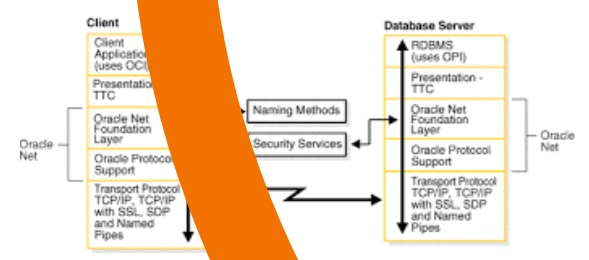 Client
Client
Application
(uses OCI)
Presentation
TTC
Oracle Net
Foundation
Layer
Oracle Protocol
Support
Transport Protocol
TCP/IP, TCP/IP
with SSL, SDP
and Named
Pipes
Oracle
Net
Naming Methods
Security Services
Database Server
RDBMS
(uses OPI)
Presentation -
TTC
Oracle Net
Foundation
Layer
Oracle Protocol
Support
Transport Protocol
TCP/IP, TCP/IP
with SSL, SDP
and Named
Pipes
Oracle
Net